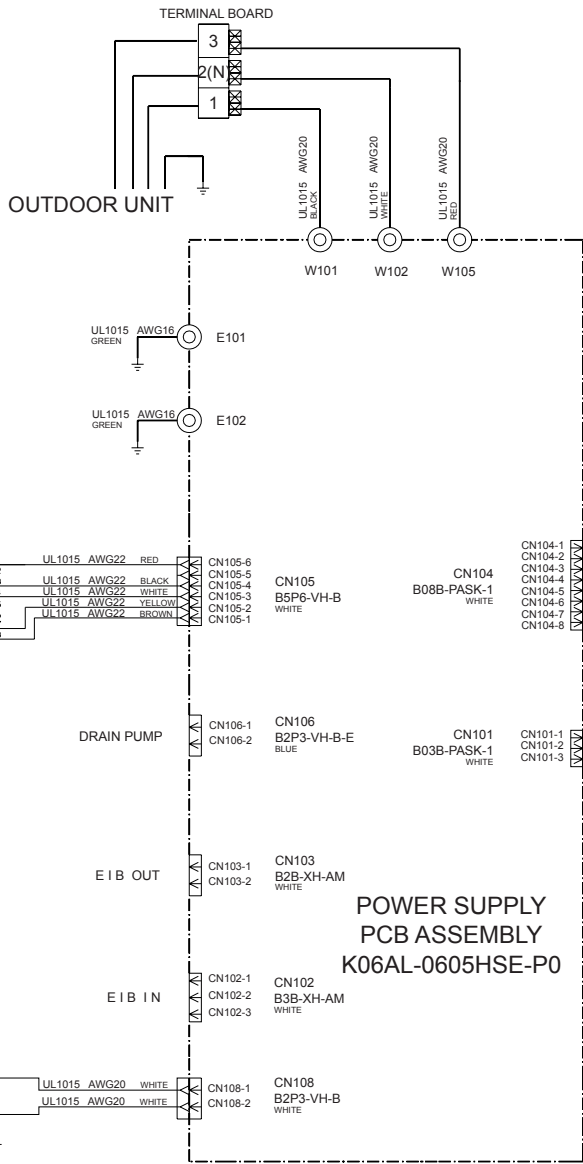 TERMINAL BOARD
3
2(N)
1
OUTDOOR UNIT
UL1015 AWG20
BLACK
UL1015 AWG20
WHITE
UL1015 AWG20
RED
W101
W102
W105
UL1015 AWG16
GREEN
E101
UL1015 AWG16
GREEN
E102
UL1015 AWG22 RED
UL1015 AWG22 BLACK
UL1015 AWG22 WHITE
UL1015 AWG22 YELLOW
UL1015 AWG22 BROWN
CN105-6
CN105-5
CN105-4
CN105-3
CN105-2
CN105-1
CN105
B5P6-VH-B
WHITE
CN104
B08B-PASK-1
WHITE
CN104-1
CN104-2
CN104-3
CN104-4
CN104-5
CN104-6
CN104-7
CN104-8
DRAIN PUMP
CN106-1
CN106-2
CN106
B2P3-VH-B-E
BLUE
CN101
B03B-PASK-1
WHITE
CN101-1
CN101-2
CN101-3
E I B OUT
CN103-1
CN103-2
CN103
B2B-XH-AM
WHITE
POWER SUPPLY
PCB ASSEMBLY
K06AL-0605HSE-P0
E I B IN
CN102-1
CN102-2
CN102-3
CN102
B3B-XH-AM
WHITE
UL1015 AWG20 WHITE
UL1015 AWG20 WHITE
CN108-1
CN108-2
CN108
B2P3-VH-B
WHITE